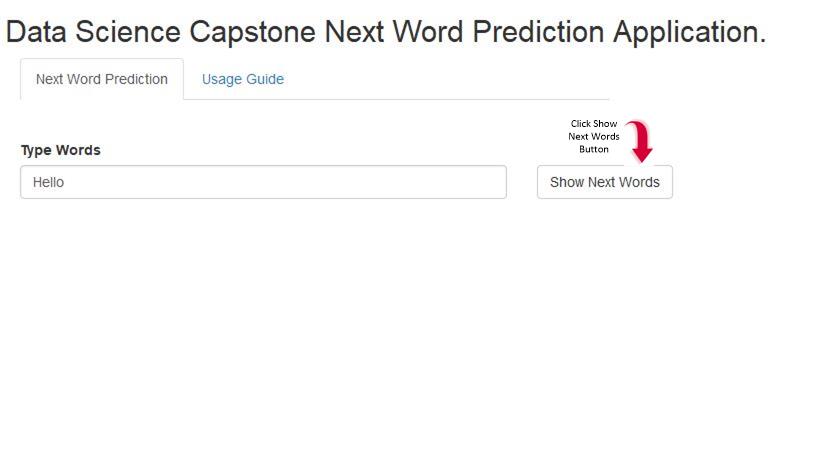 Data Science Capstone Next Word Prediction Application.
Next Word Prediction
Usage Guide
Click Show
Next Words
Button
Type Words
Hello
Show Next Words